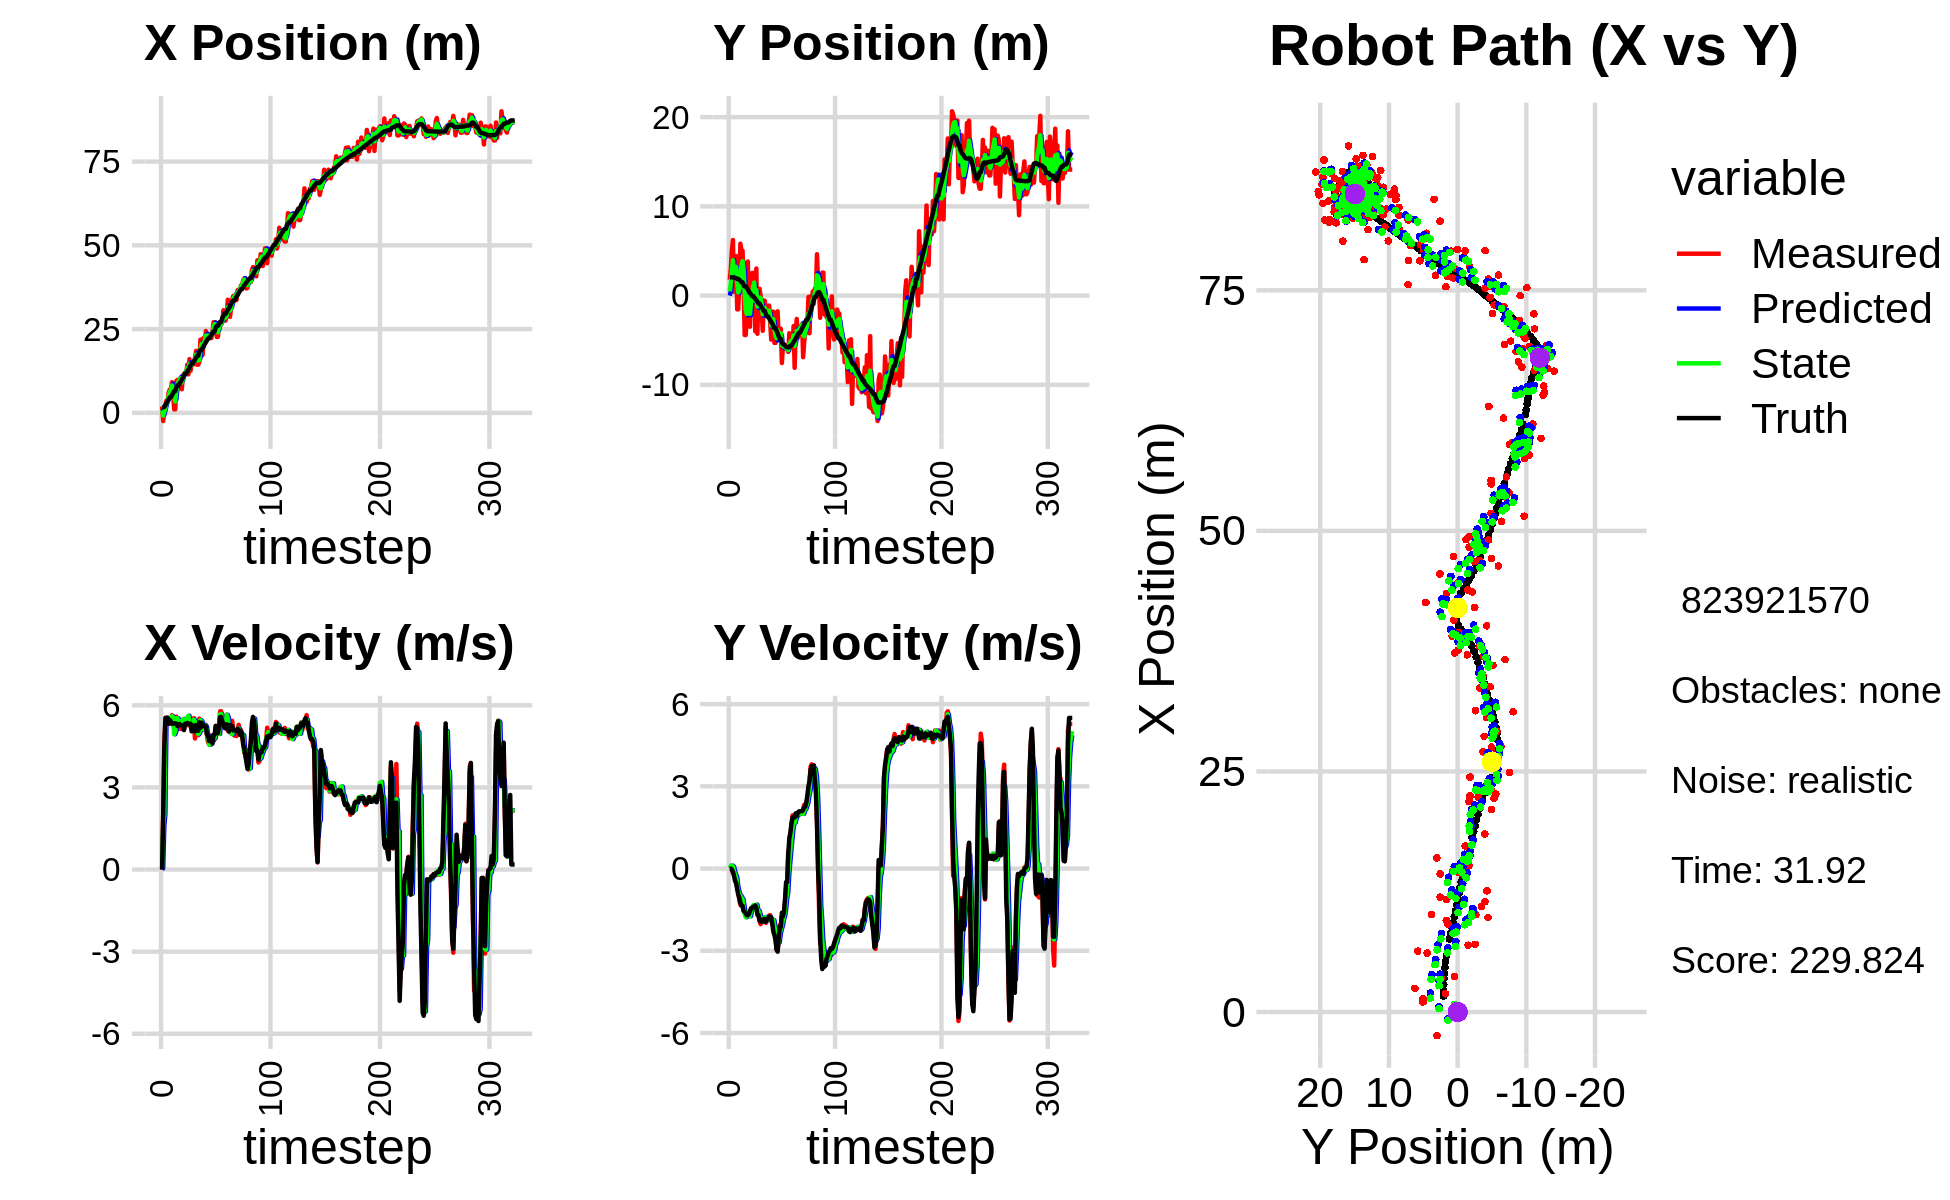 X Position (m)
75
50
25
0
0
100
200
300
timestep
Y Position (m)
20
10
0
-10
0
100
200
300
timestep
X Velocity (m/s)
6
3
0
-3
-6
0
100
200
300
timestep
Y Velocity (m/s)
6
3
0
-3
-6
0
100
200
300
timestep
Robot Path (X vs Y)
X Position (m)
75
50
25
0
20 10 0 -10 -20
Y Position (m)
variable
Measured
Predicted
State
Truth
823921570
Obstacles: none
Noise: realistic
Time: 31.92
Score: 229.824